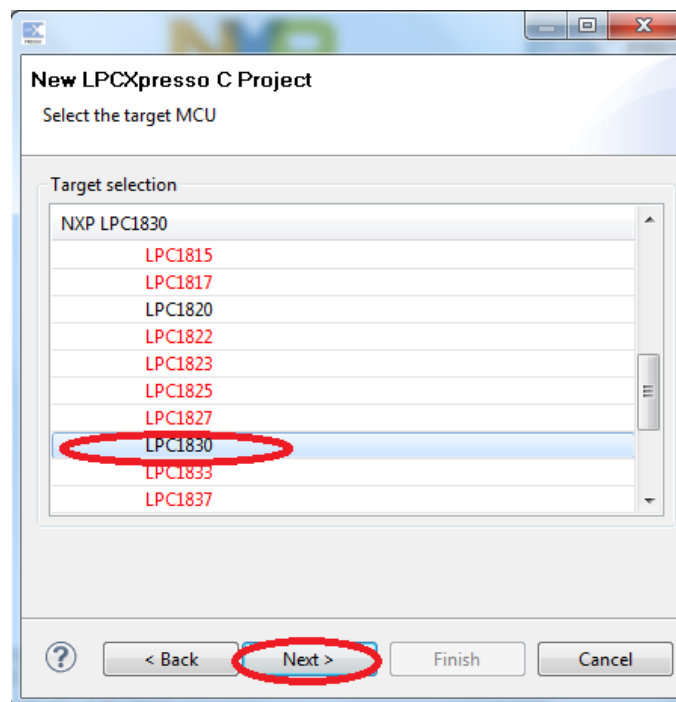 NXP
New LPCXpresso C Project
Select the target MCU
Target selection
NXP LPC1830
LPC1815
LPC1817
LPC1820
LPC1822
LPC1823
LPC1825
LPC1827
LPC1830
LPC1833
LPC1837
< Back Next > Finish Cancel